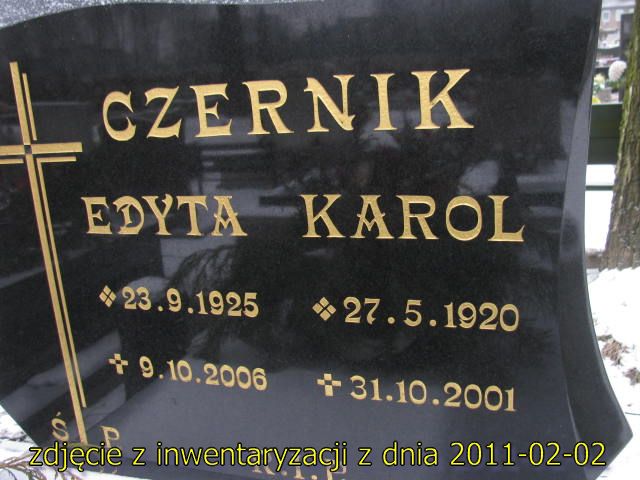 CZERNIK
EDYTA KAROL
23.9.1925 27.5.1920
9.10.2006 31.10.2001
Ś P
R.I.P
zdjęcie z inwentaryzacji z dnia 2011-02-02